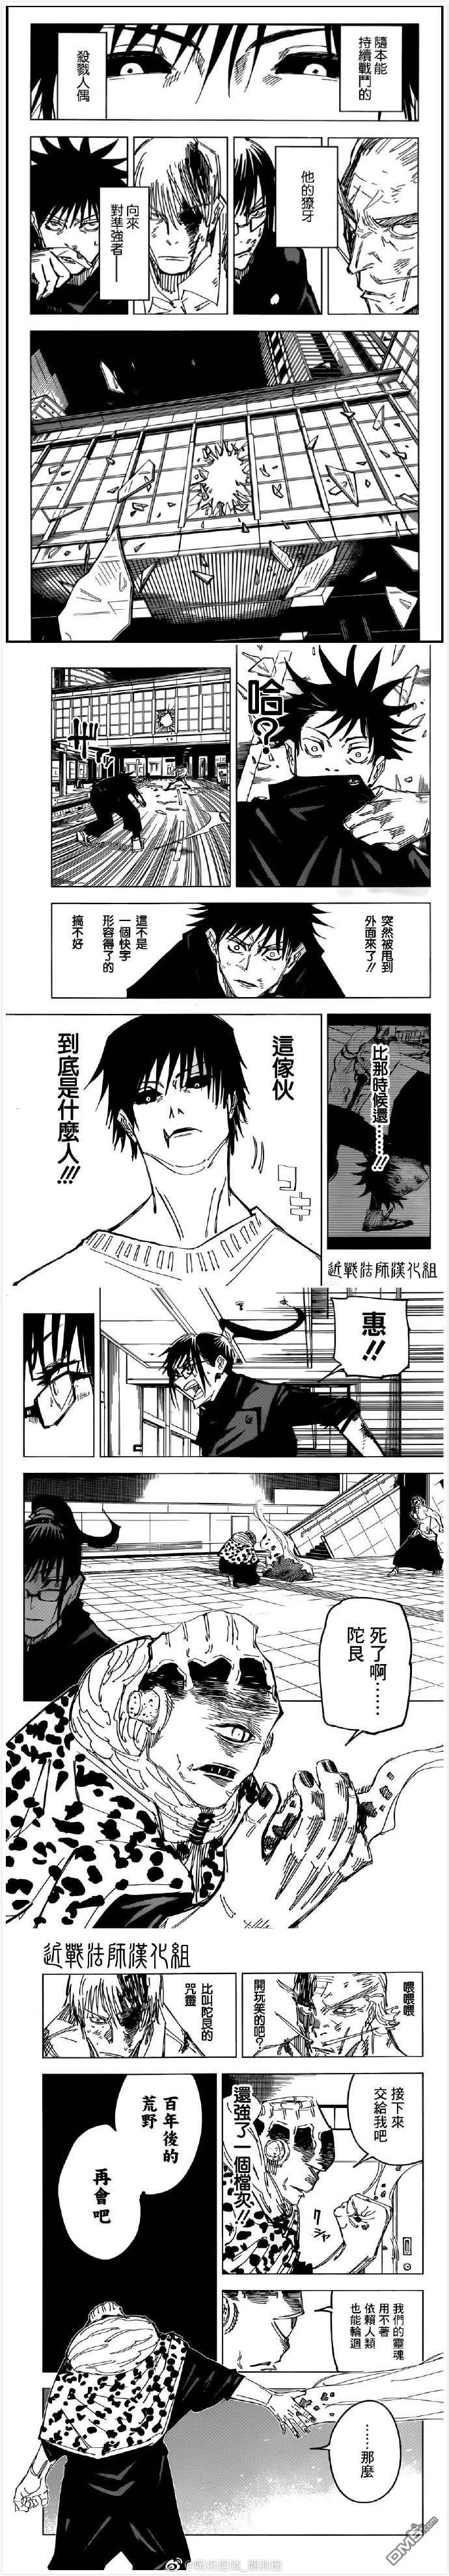 隨本能
持續戰鬥的
殺戮人偶
他的獠牙
向來
對準強者——
哈?
突然被甩到
外面來了!!
這不是
一個快字
形容得了的
搞不好
比那時候還……!!!
這傢伙
到底是什麼人!!!
近戰法師漢化組
惠!!
死了啊……
陀艮
近戰法師漢化組
喂喂喂
開玩笑的吧?
比叫陀艮的
咒靈
接下來
交給我吧
還強了一個檔次!!
百年後的
荒野
再會吧
我們的靈魂
用不著
依賴人類
也能輪迴
……那麼
DM5.COM